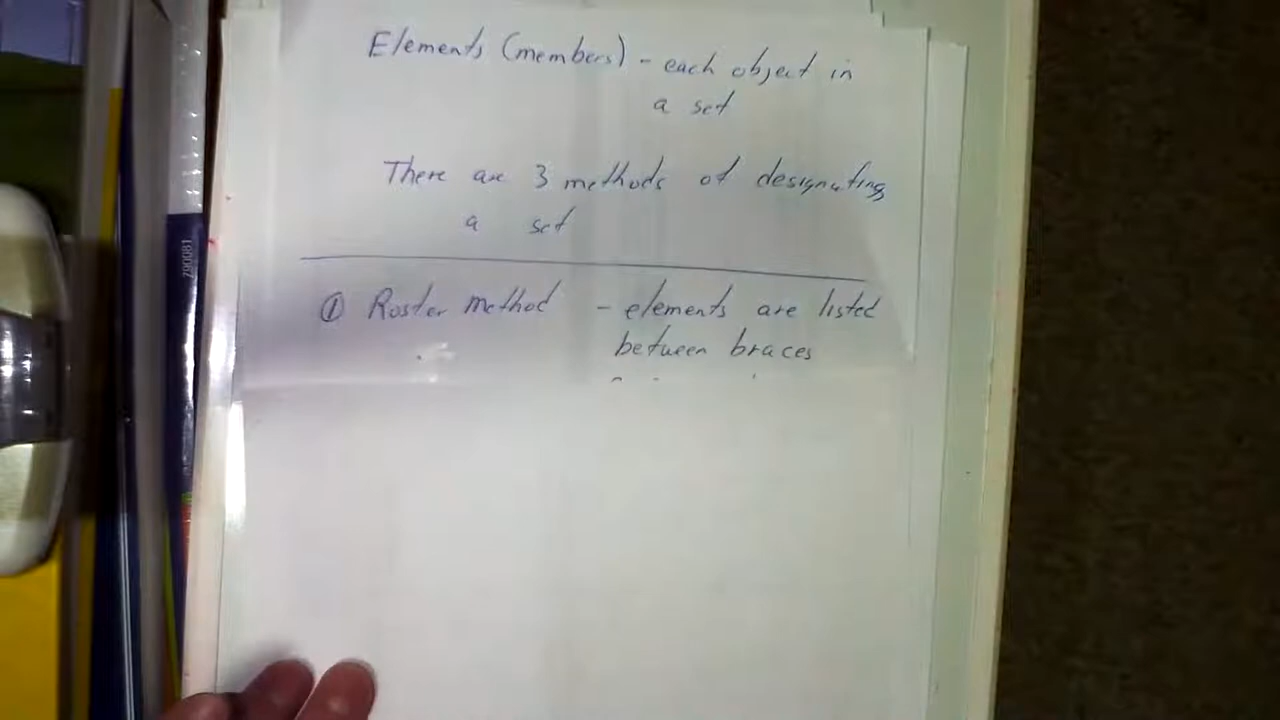 Elements (members) - each object in
a set
There are 3 methods of designating
a set
① Roster method - elements are listed
between braces
790081